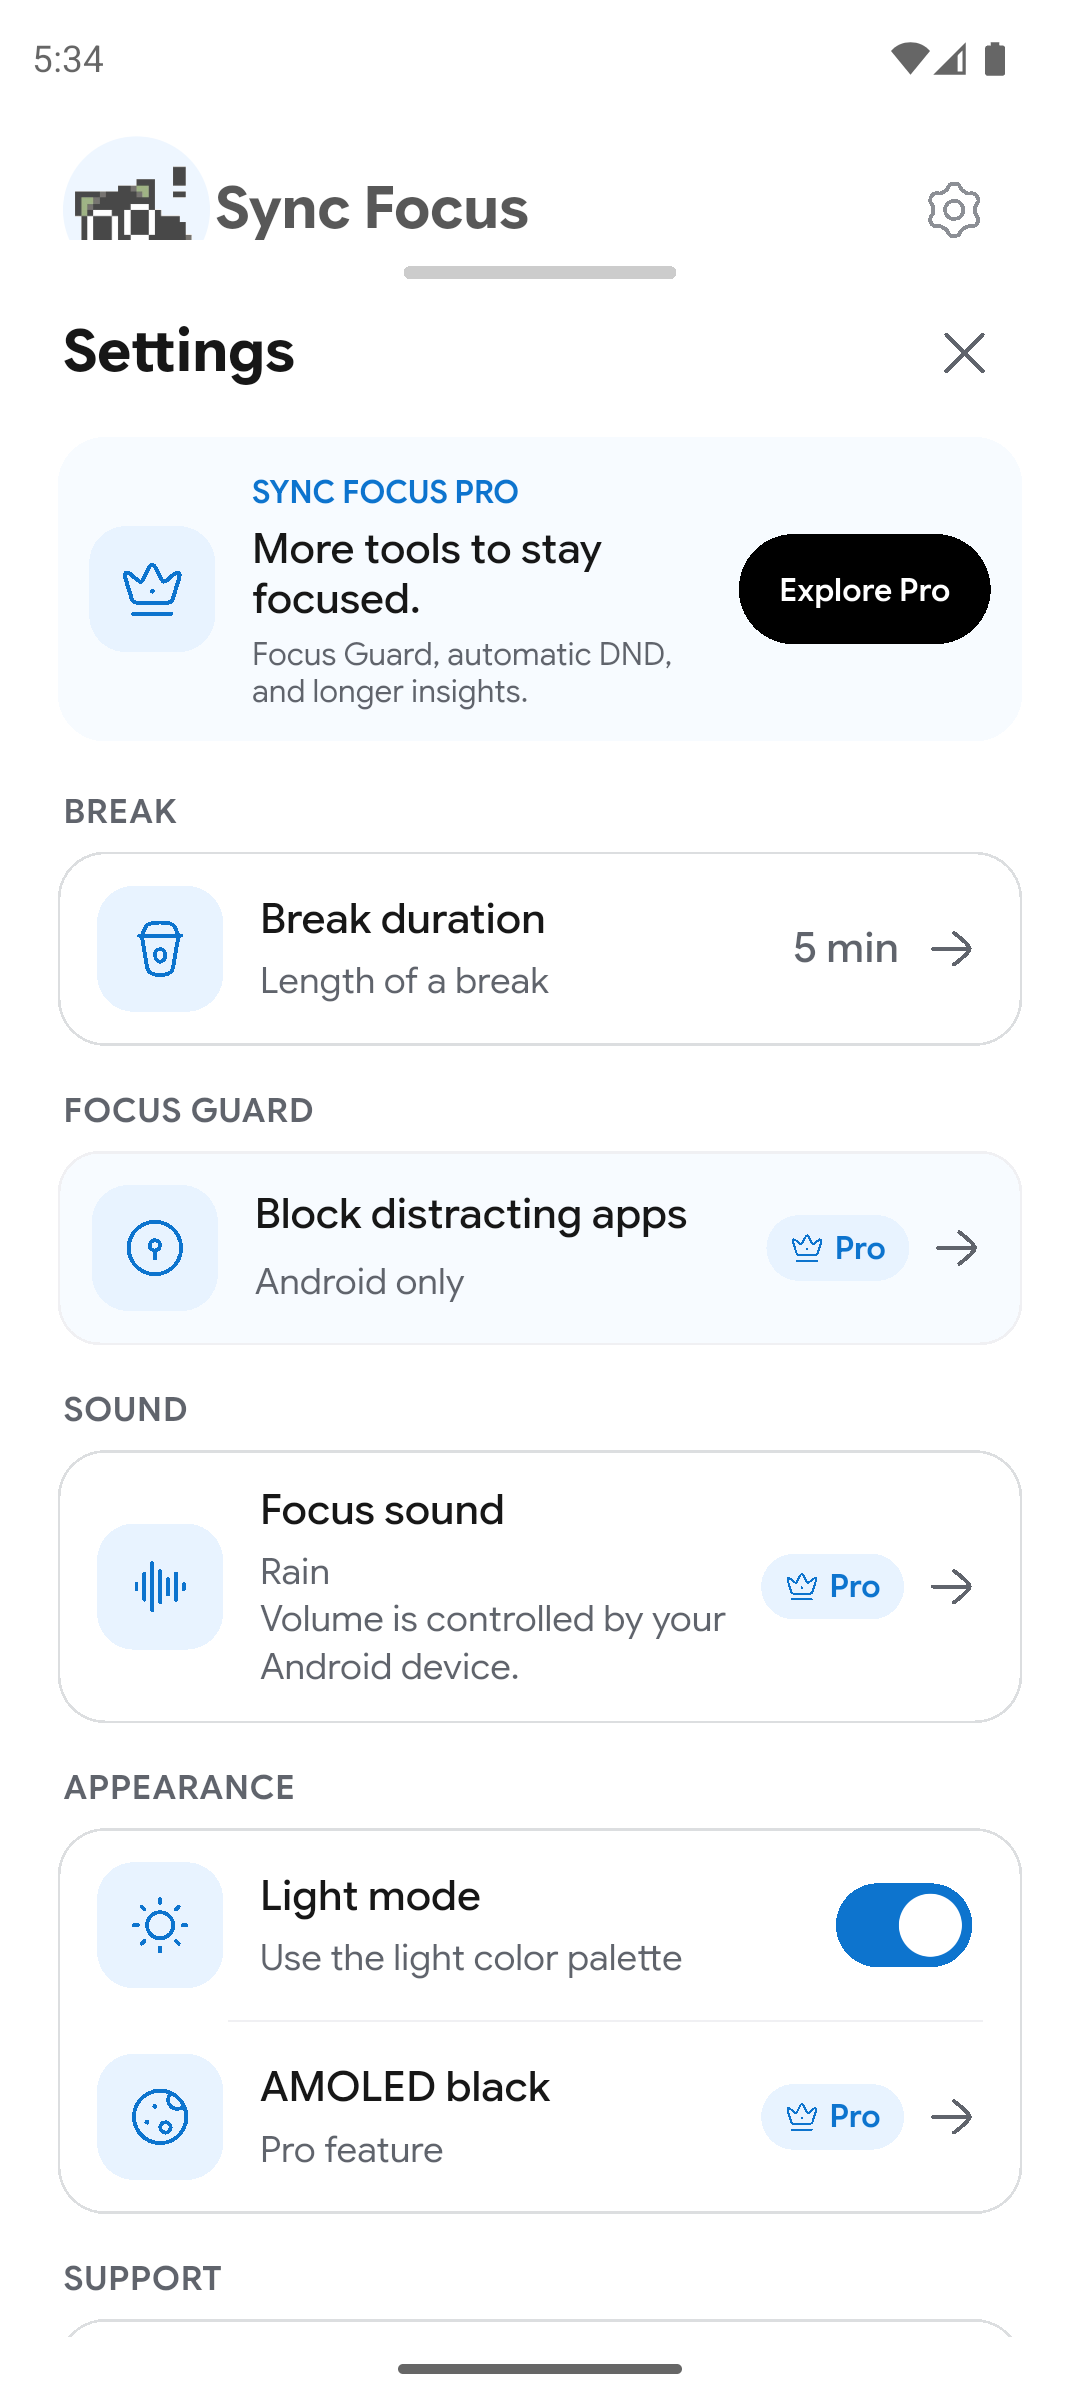 5:34
Sync Focus
Settings
SYNC FOCUS PRO
More tools to stay
focused.
Focus Guard, automatic DND,
and longer insights.
Explore Pro
BREAK
Break duration
Length of a break
5 min
FOCUS GUARD
Block distracting apps
Android only
Pro
SOUND
Focus sound
Rain
Volume is controlled by your
Android device.
Pro
APPEARANCE
Light mode
Use the light color palette
AMOLED black
Pro feature
Pro
SUPPORT